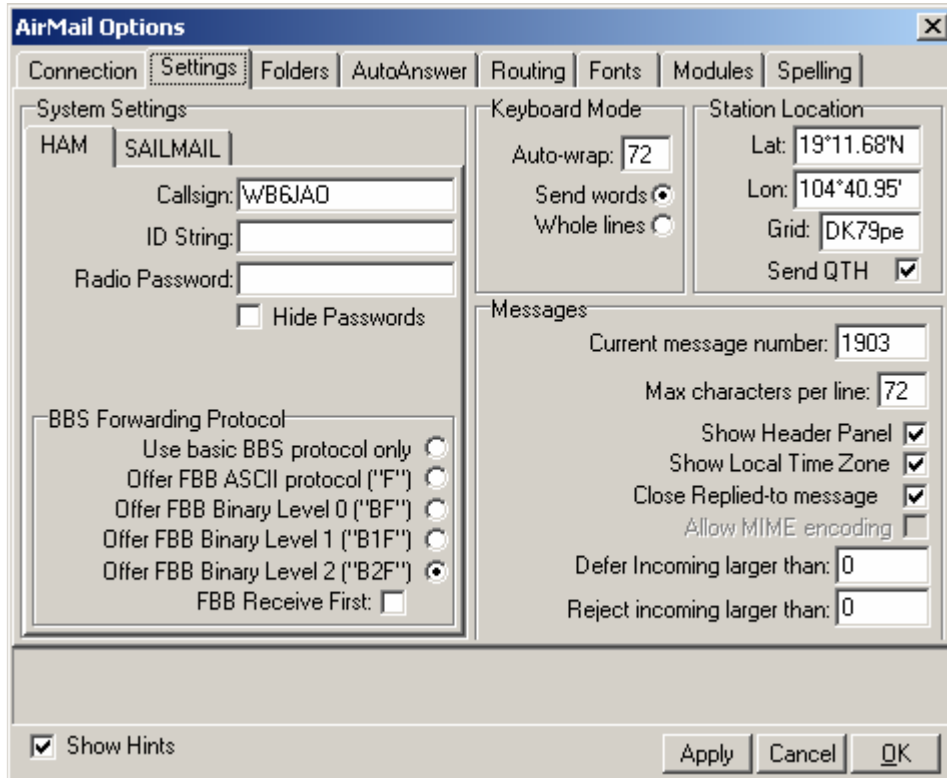 AirMail Options
Connection Settings Folders AutoAnswer Routing Fonts Modules Spelling
System Settings
HAM SAILMAIL
Callsign: WB6JAO
ID String:
Radio Password:
Hide Passwords
BBS Forwarding Protocol
Use basic BBS protocol only
Offer FBB ASCII protocol ("F")
Offer FBB Binary Level 0 ("BF")
Offer FBB Binary Level 1 ("B1F")
Offer FBB Binary Level 2 ("B2F")
FBB Receive First:
Keyboard Mode
Auto-wrap: 72
Send words
Whole lines
Station Location
Lat: 19°11.68'N
Lon: 104°40.95'
Grid: DK79pe
Send QTH
Messages
Current message number: 1903
Max characters per line: 72
Show Header Panel
Show Local Time Zone
Close Replied-to message
Allow MIME encoding
Defer Incoming larger than: 0
Reject incoming larger than: 0
Show Hints
Apply Cancel OK